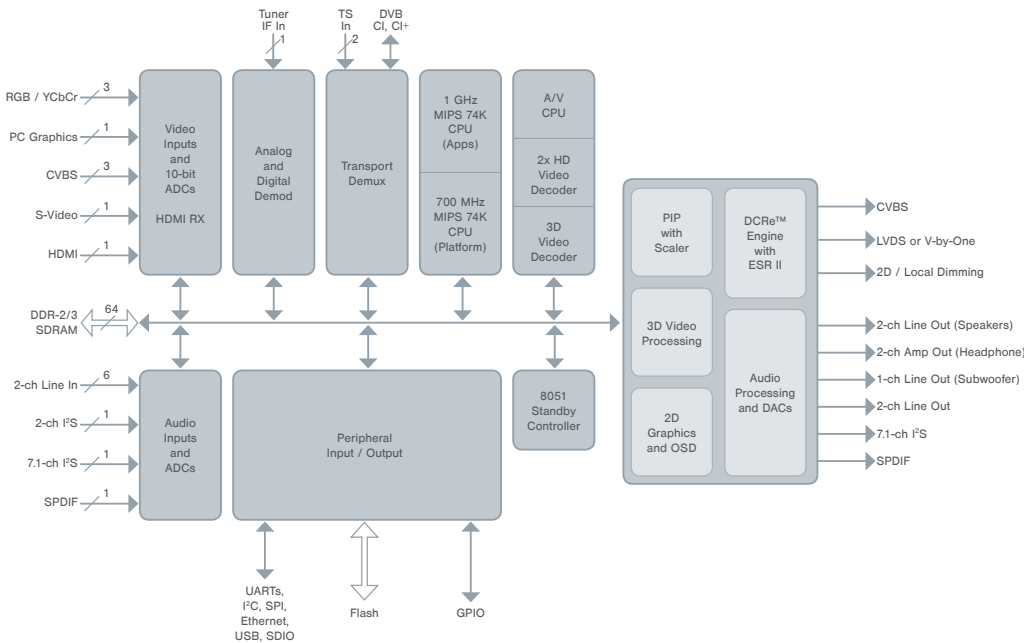 Tuner
IF In
1
TS
In
2
DVB
CI, CI+
RGB / YCbCr
3
PC Graphics
1
CVBS
3
S-Video
1
HDMI
1
Video
Inputs
and
10-bit
ADCs
HDMI RX
Analog
and
Digital
Demod
Transport
Demux
1 GHz
MIPS 74K
CPU
(Apps)
700 MHz
MIPS 74K
CPU
(Platform)
A/V
CPU
2x HD
Video
Decoder
3D
Video
Decoder
DDR-2/3
SDRAM
64
2-ch Line In
6
2-ch I²S
1
7.1-ch I²S
1
SPDIF
1
Audio
Inputs
and
ADCs
Peripheral
Input / Output
8051
Standby
Controller
UARTs,
I²C, SPI,
Ethernet,
USB, SDIO
Flash
GPIO
PIP
with
Scaler
3D Video
Processing
2D
Graphics
and OSD
DCRe™
Engine
with
ESR II
Audio
Processing
and DACs
CVBS
LVDS or V-by-One
2D / Local Dimming
2-ch Line Out (Speakers)
2-ch Amp Out (Headphone)
1-ch Line Out (Subwoofer)
2-ch Line Out
7.1-ch I²S
SPDIF